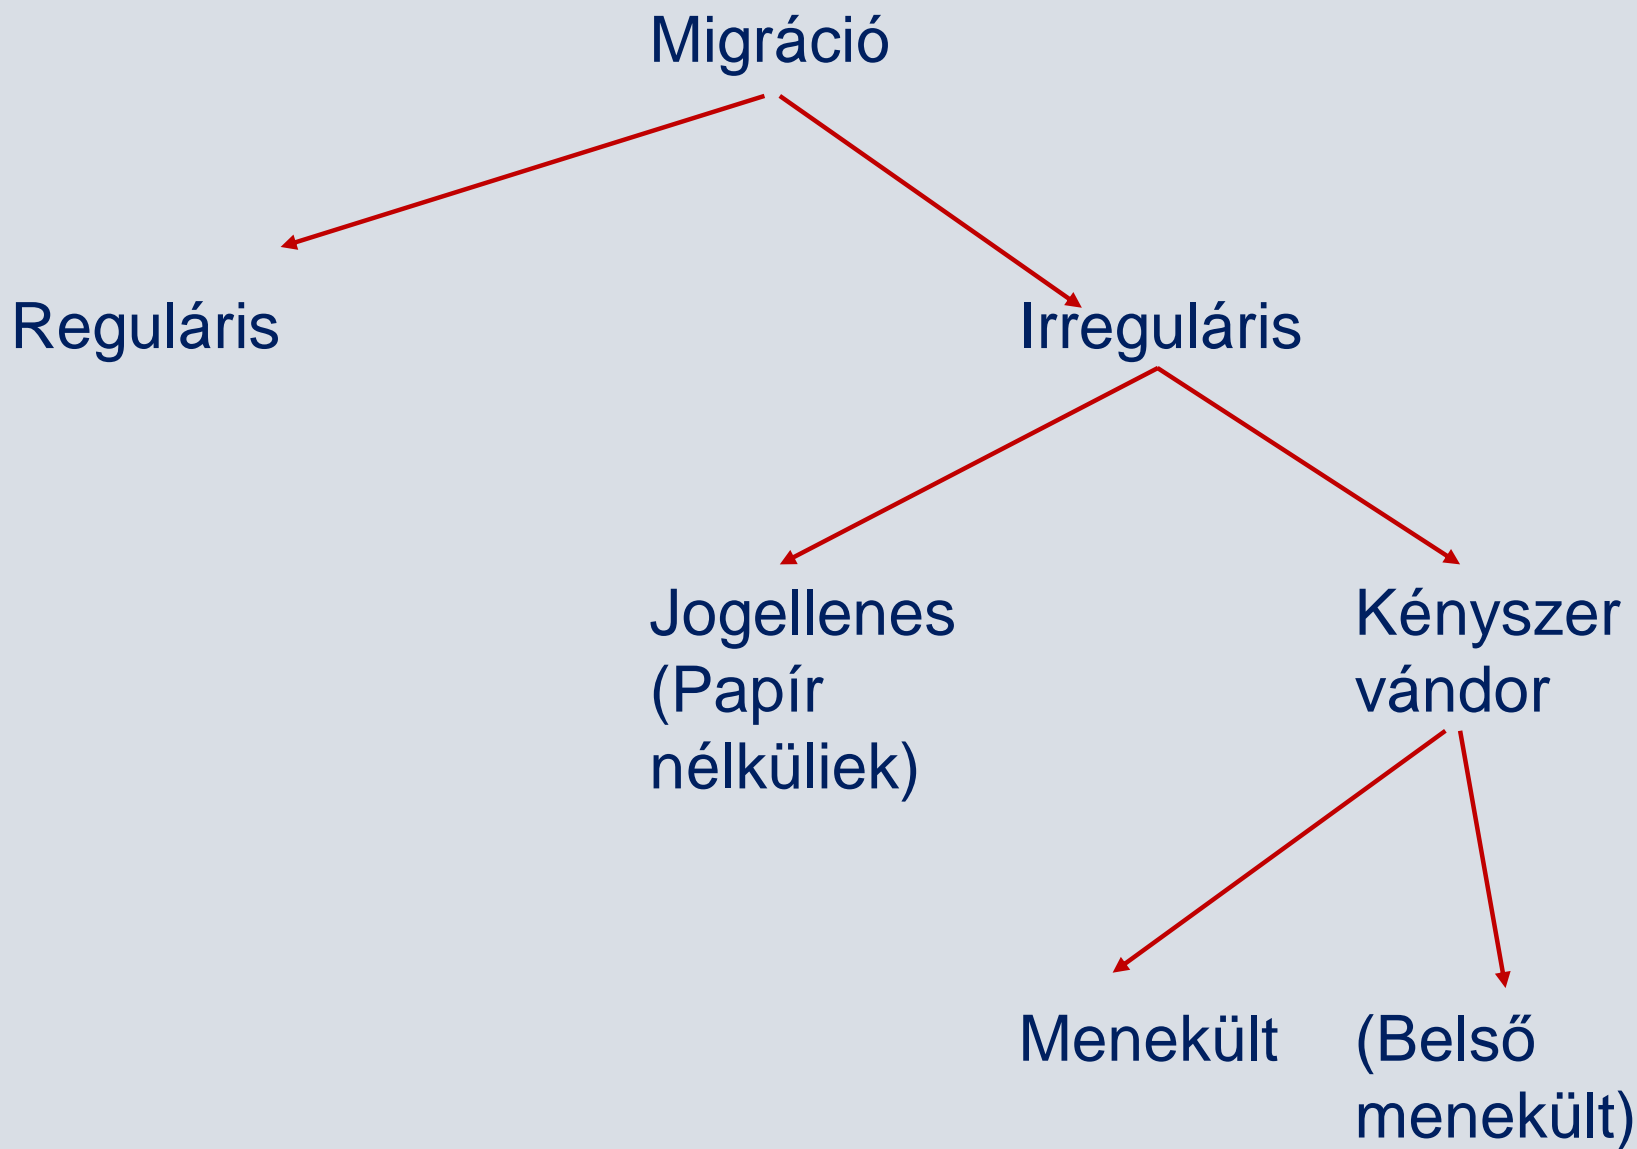 Migráció
Reguláris
Irreguláris
Jogellenes
(Papír
nélküliek)
Kényszer
vándor
Menekült
(Belső
menekült)